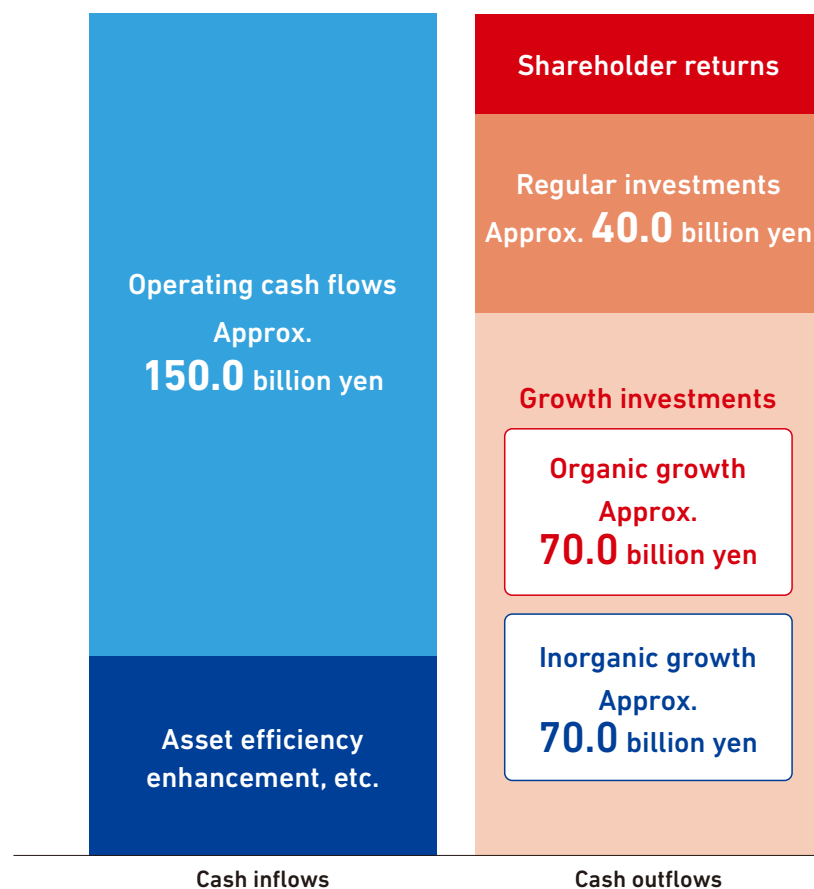 Operating cash flows
Approx.
150.0 billion yen
Asset efficiency
enhancement, etc.
Cash inflows
Shareholder returns
Regular investments
Approx. 40.0 billion yen
Growth investments
Organic growth
Approx.
70.0 billion yen
Inorganic growth
Approx.
70.0 billion yen
Cash outflows